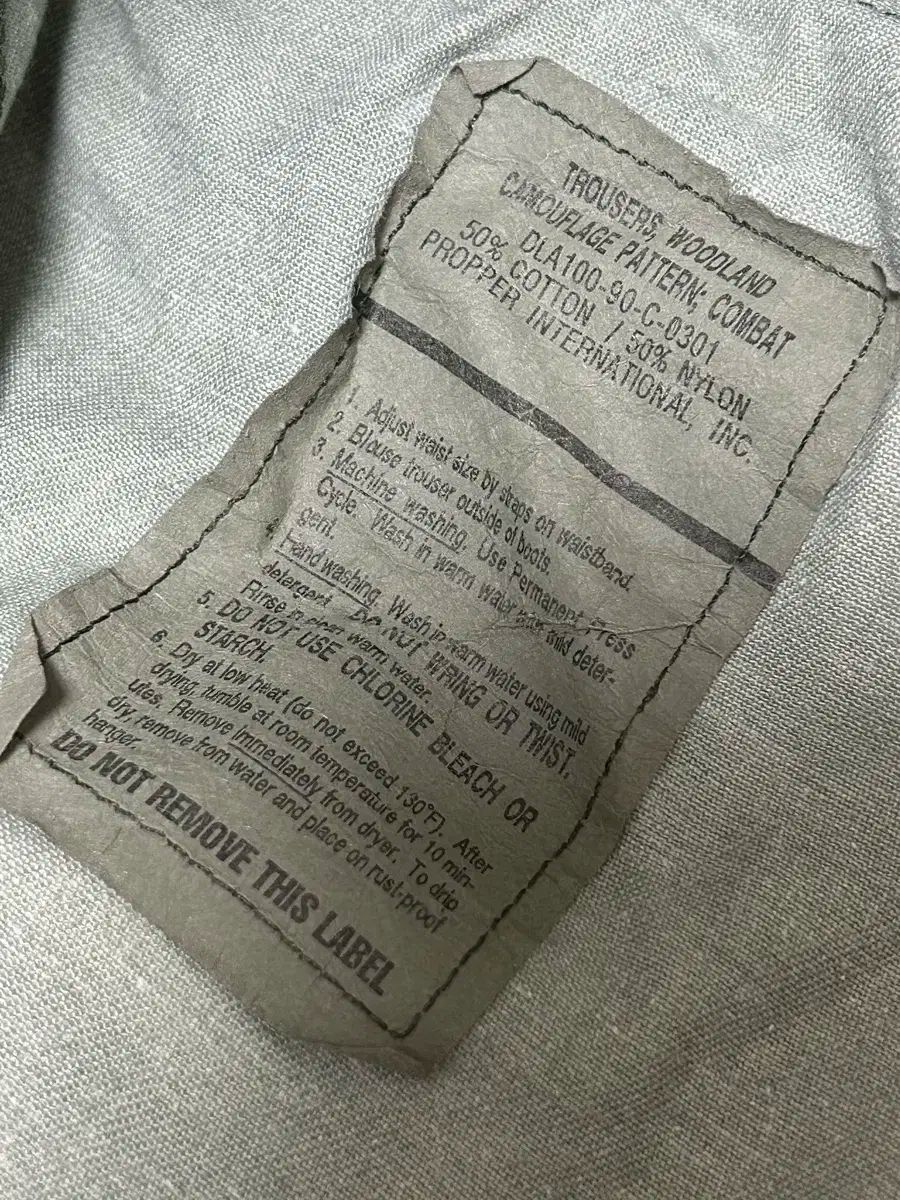 TROUSERS, WOODLAND
CAMOUFLAGE PATTERN; COMBAT
DLA100-90-C-0301
50% COTTON / 50% NYLON
PROPPER INTERNATIONAL, INC.
1. Adjust waist size by straps on waistband.
2. Blouse trouser outside of boots.
3. Machine washing. Use Permanent Press
Cycle. Wash in warm water and mild deter-
gent.
Hand washing. Wash in warm water using mild
detergent. DO NOT WRING OR TWIST.
Rinse in clean warm water.
5. DO NOT USE CHLORINE BLEACH OR
STARCH.
6. Dry at low heat (do not exceed 130°F). After
drying, tumble at room temperature for 10 min-
utes. Remove immediately from dryer. To drip
dry, remove from water and place on rust-proof
hanger.
DO NOT REMOVE THIS LABEL